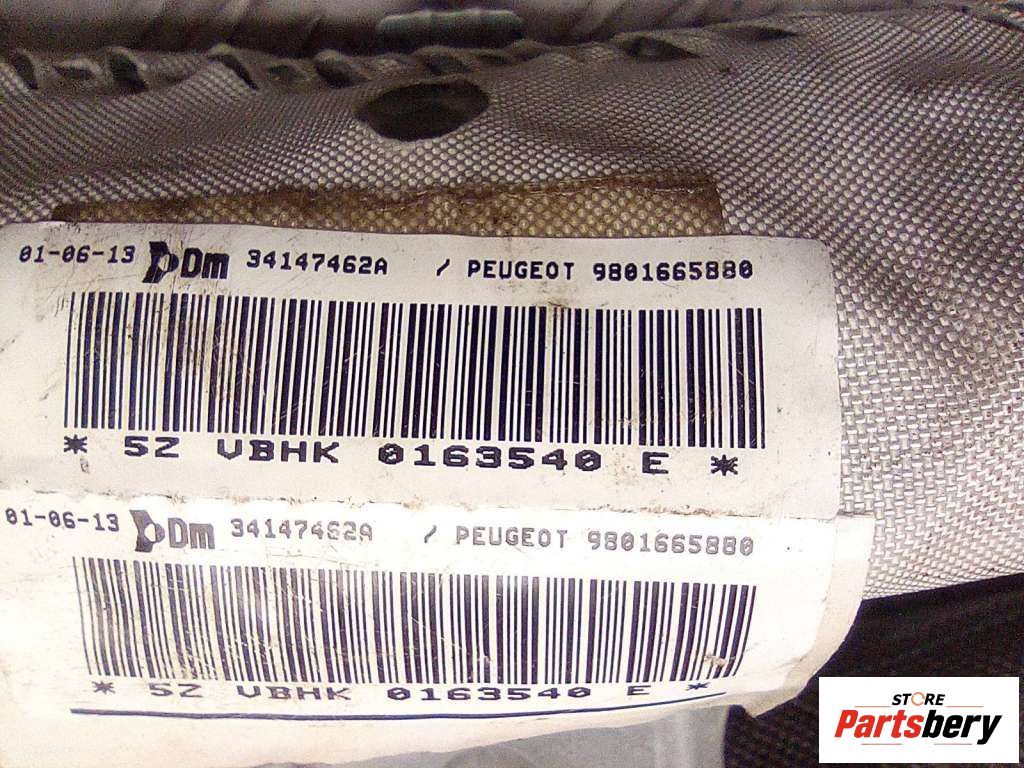 01-06-13 Dm 34147462A / PEUGEOT 9801665880
* 5Z VBHK 0163540 E *
01-06-13 Dm 34147462A / PEUGEOT 9801665880
* 5Z VBHK 0163540 E *
STORE
Partsbery